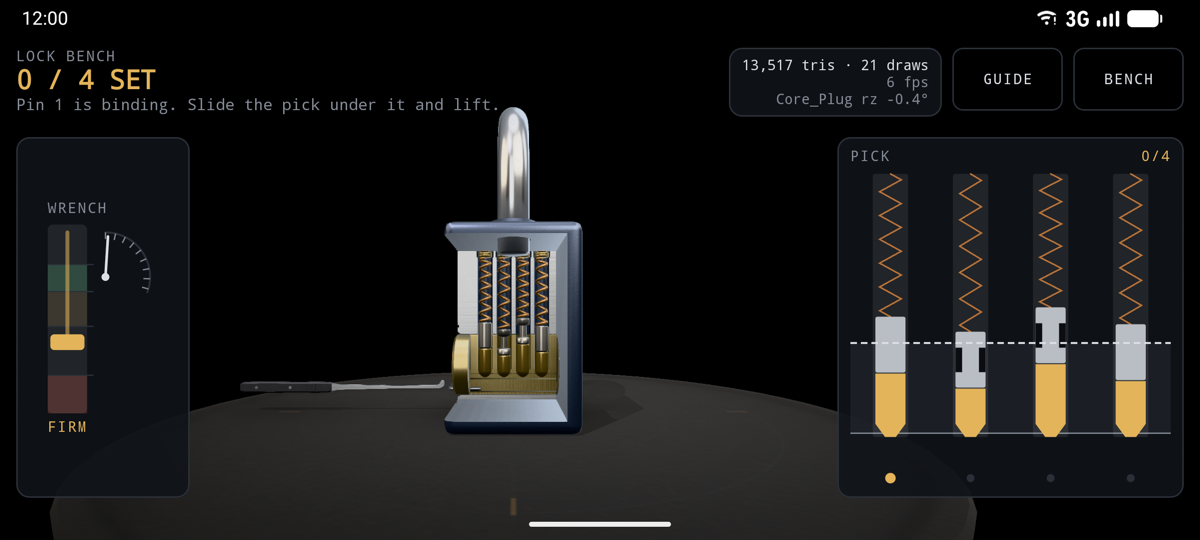 12:00
3G
LOCK BENCH
0 / 4 SET
Pin 1 is binding. Slide the pick under it and lift.
13,517 tris · 21 draws
6 fps
Core_Plug rz -0.4°
GUIDE
BENCH
WRENCH
FIRM
PICK
0/4